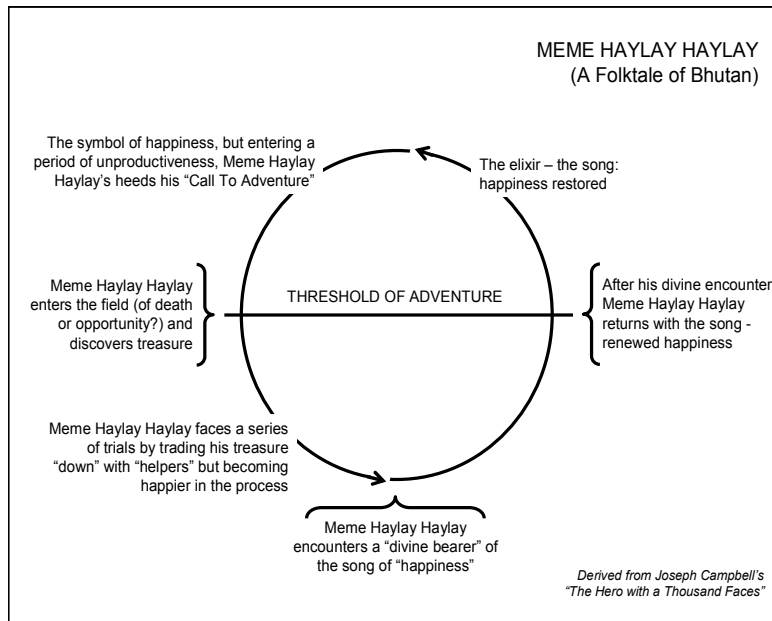 MEME HAYLAY HAYLAY
(A Folktale of Bhutan)
The symbol of happiness, but entering a
period of unproductiveness, Meme Haylay
Haylay's heeds his “Call To Adventure”
The elixir – the song:
happiness restored
Meme Haylay Haylay
enters the field (of death
or opportunity?) and
discovers treasure
THRESHOLD OF ADVENTURE
After his divine encounter
Meme Haylay Haylay
returns with the song -
renewed happiness
Meme Haylay Haylay faces a series
of trials by trading his treasure
“down” with “helpers” but becoming
happier in the process
Meme Haylay Haylay
encounters a “divine bearer” of
the song of “happiness”
Derived from Joseph Campbell's
“The Hero with a Thousand Faces”